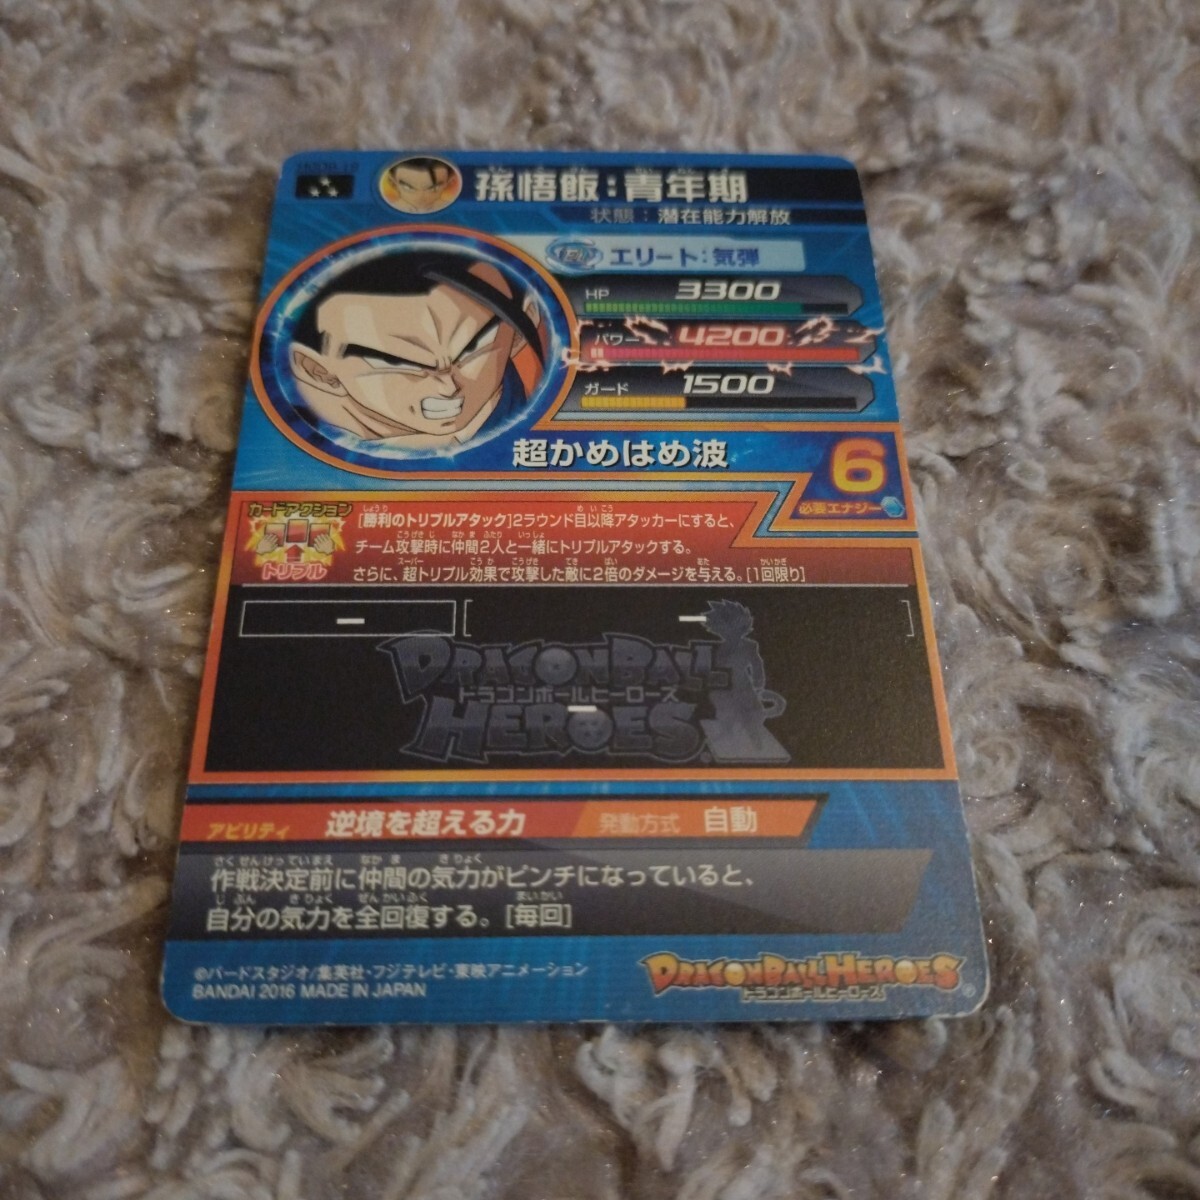 孫悟飯:青年期
状態:潜在能力解放
エリート:気弾
HP 3300
パワー 4200
ガード 1500
超かめはめ波
6
必要エナジー
カードアクション
トリプル
[勝利のトリプルアタック]2ラウンド目以降アタッカーにすると、
チーム攻撃時に仲間2人と一緒にトリプルアタックする。
さらに、超トリプル効果で攻撃した敵に2倍のダメージを与える。[1回限り]
DRAGON BALL
ドラゴンボールヒーローズ
HEROES
アビリティ 逆境を超える力 発動方式 自動
作戦決定前に仲間の気力がピンチになっていると、
自分の気力を全回復する。[毎回]
©バードスタジオ/集英社・フジテレビ・東映アニメーション
BANDAI 2016 MADE IN JAPAN
DRAGON BALL HEROES
ドラゴンボールヒーローズ